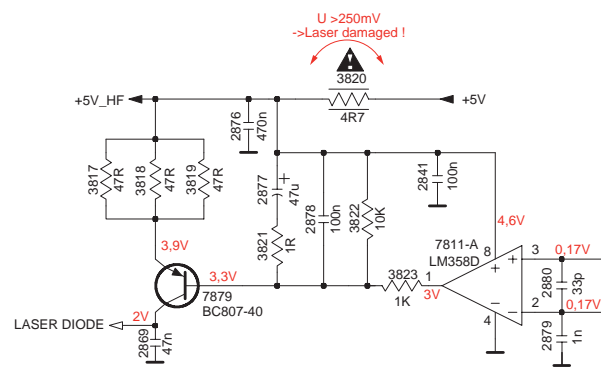 U >250mV
->Laser damaged !
3820
4R7
+5V_HF
+5V
2876
470n
3817
47R
3818
47R
3819
47R
2877
+
47u
2878
100n
3822
10K
2841
100n
3821
1R
3,9V
4,6V
7811-A
LM358D
8
3
0,17V
+
+
3,3V
3823
1K
1
3V
2880
33p
7879
BC807-40
−
−
2
0,17V
4
2V
LASER DIODE
2869
47n
2879
1n